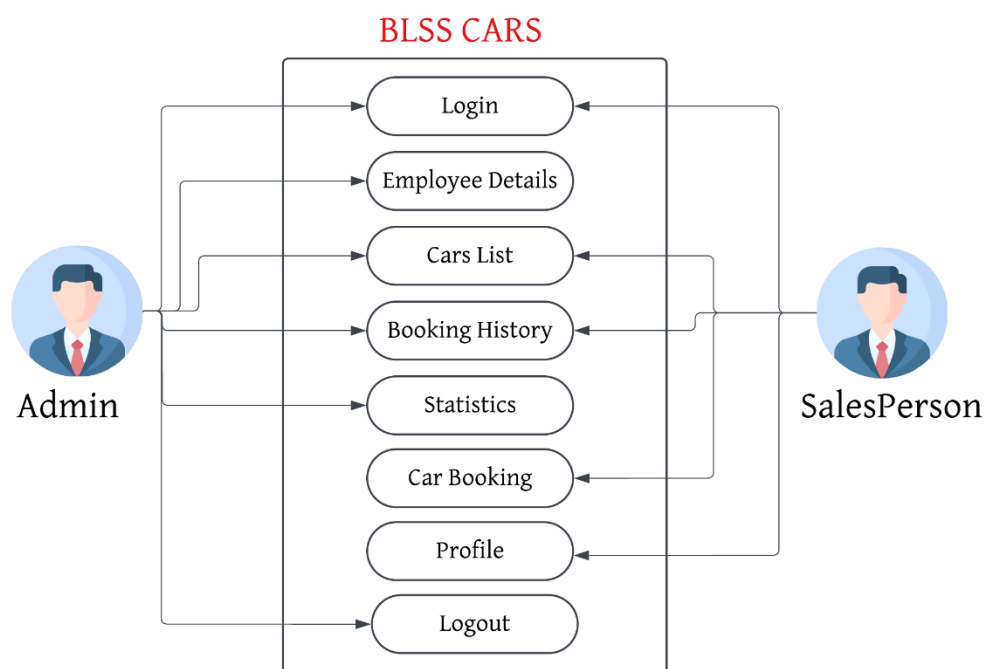 BLSS CARS
Login
Employee Details
Cars List
Booking History
Statistics
Car Booking
Profile
Logout
Admin
SalesPerson